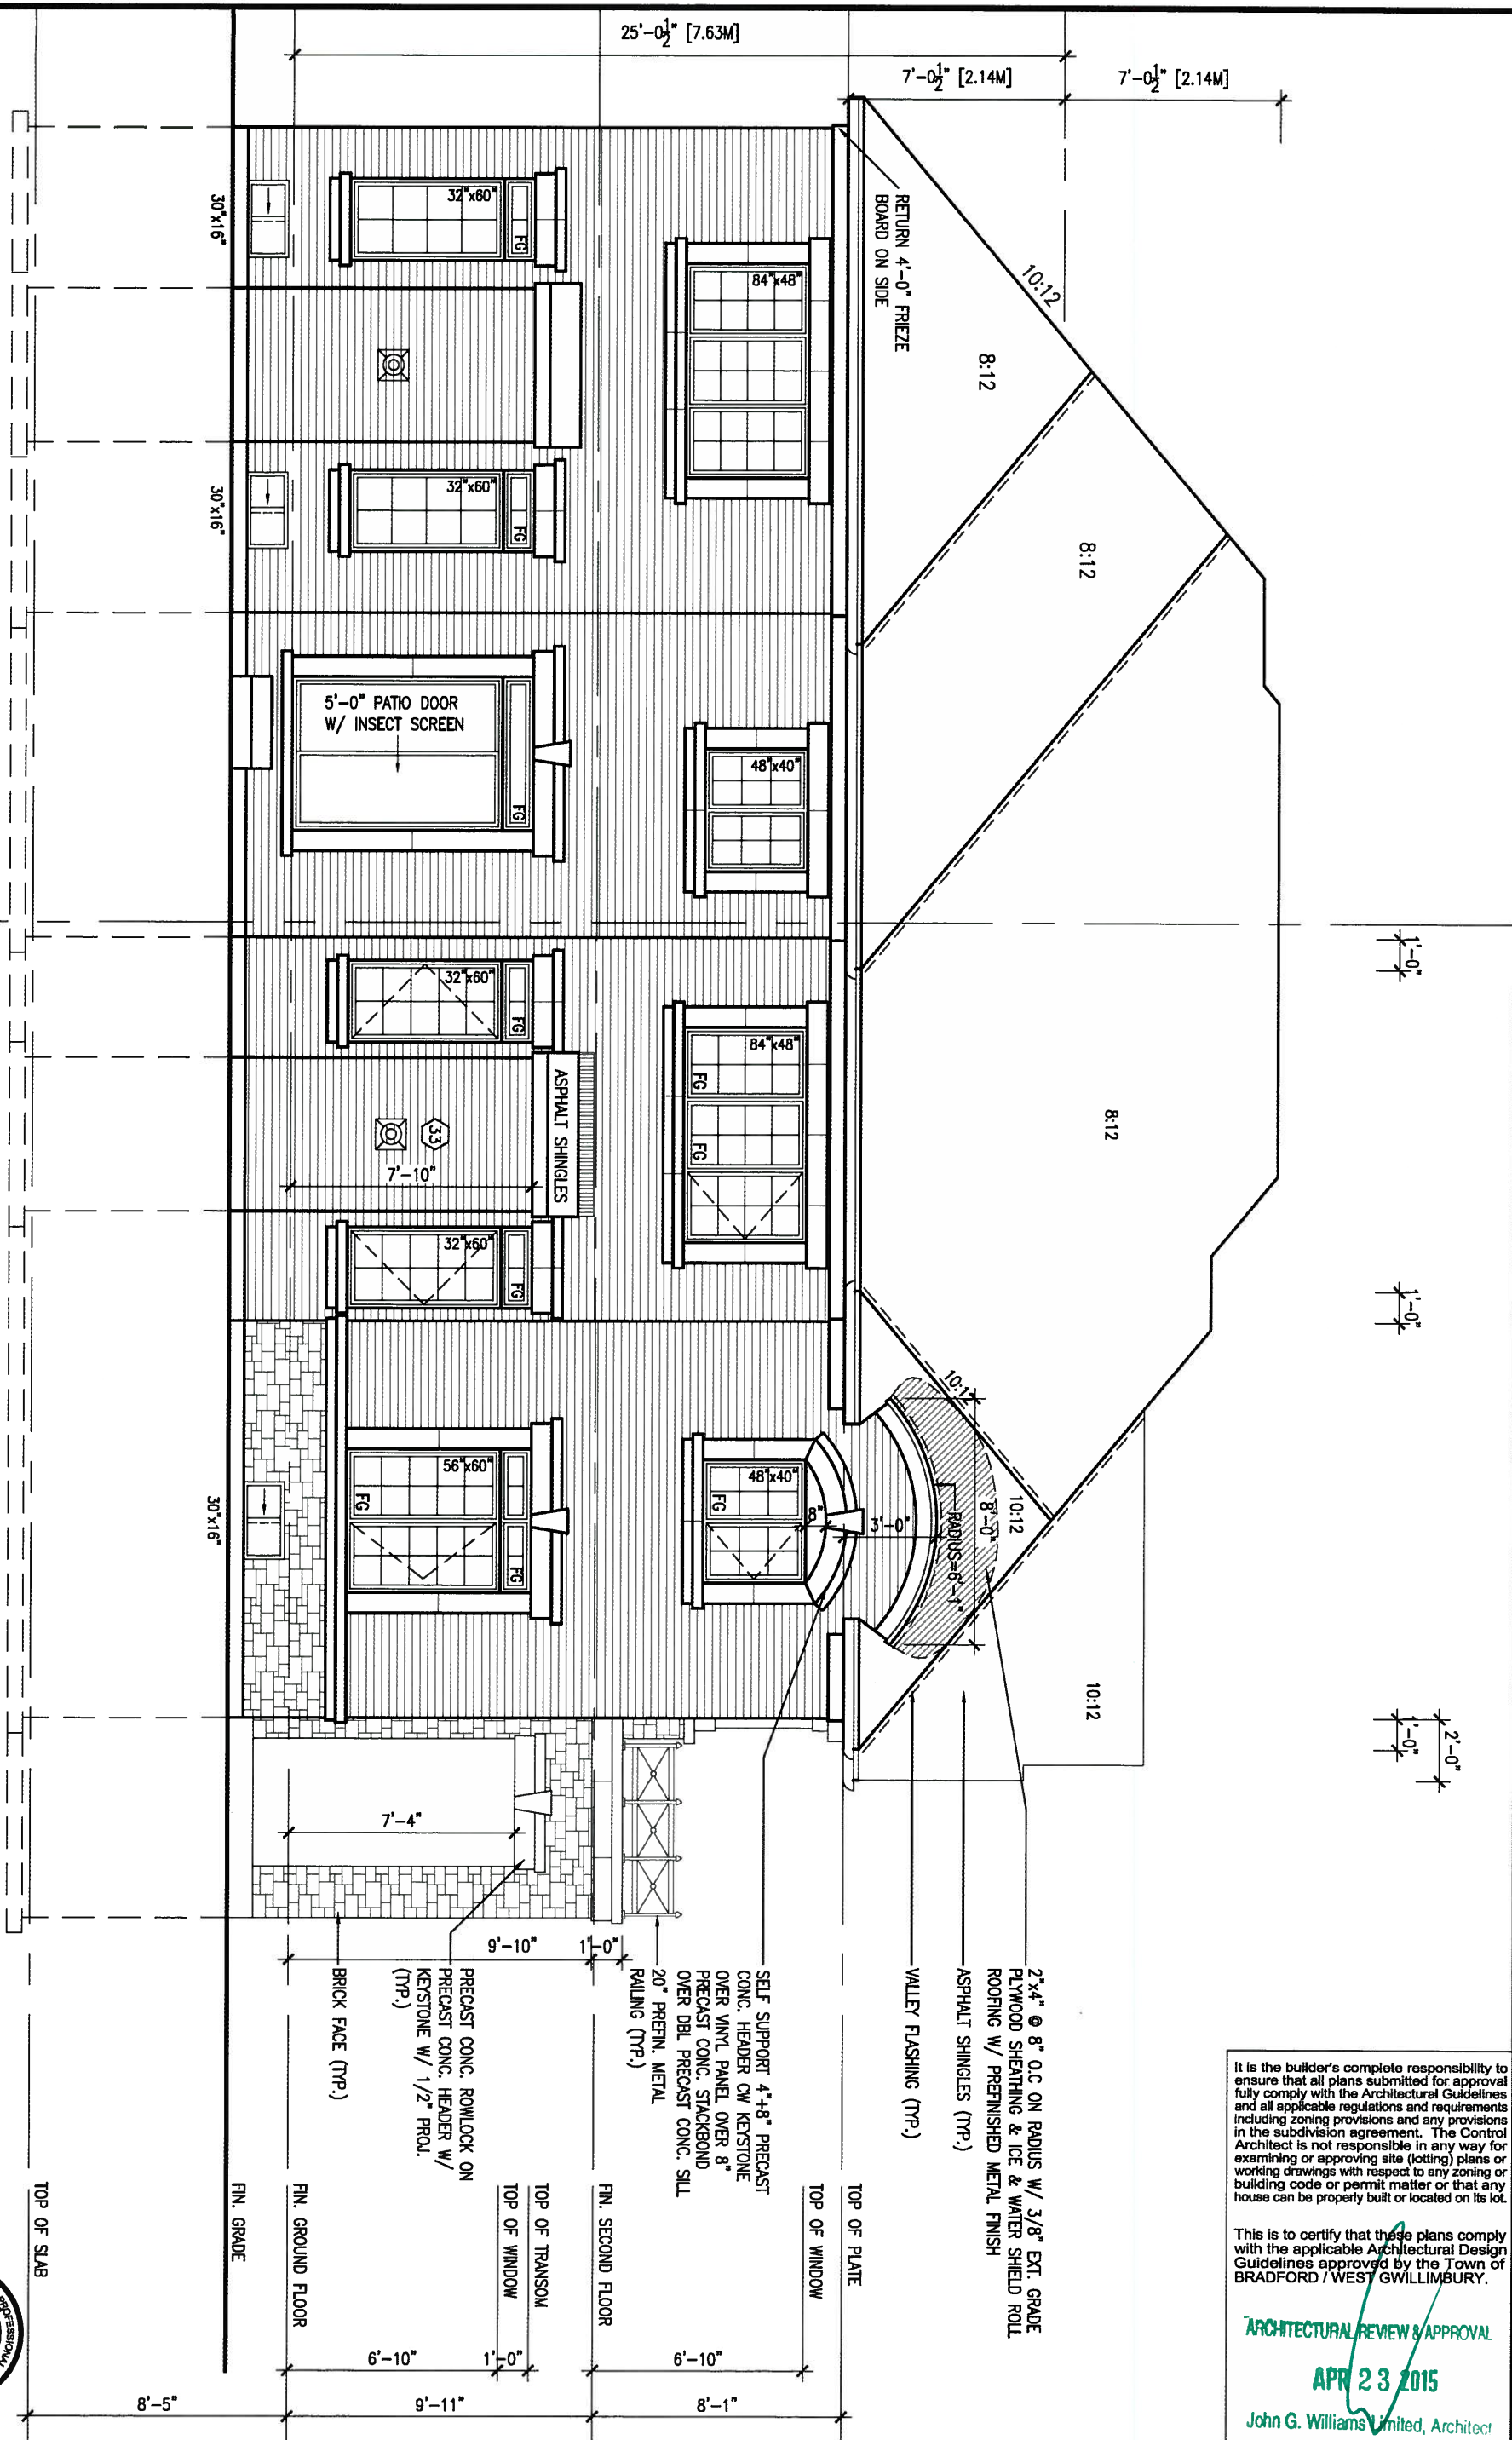 25'-0½" [7.63M]
7'-0½" [2.14M]
7'-0½" [2.14M]
RETURN 4'-0" FRIEZE
BOARD ON SIDE
10:12
8:12
8:12
8:12
10:12
10:12
32"x60"
FG
84"x48"
30"x16"
32"x60"
FG
30"x16"
5'-0" PATIO DOOR
W/ INSECT SCREEN
FG
48"x40"
32"x60"
FG
84"x48"
FG
FG
ASPHALT SHINGLES
33
7'-10"
32"x60"
FG
56"x60"
FG
FG
30"x16"
48"x40"
FG
8"
3'-0"
RADIUS=6'-1"
8'-0"
1'-0"
1'-0"
1'-0"
2'-0"
7'-4"
9'-10"
1'-0"
2"x4" @ 8" O.C ON RADIUS W/ 3/8" EXT. GRADE
PLYWOOD SHEATHING & ICE & WATER SHIELD ROLL
ROOFING W/ PREFINISHED METAL FINISH
ASPHALT SHINGLES (TYP.)
VALLEY FLASHING (TYP.)
SELF SUPPORT 4"+8" PRECAST
CONC. HEADER CW KEYSTONE
OVER VINYL PANEL OVER 8"
PRECAST CONC. STACKBOND
OVER DBL PRECAST CONC. SILL
20" PREFIN. METAL
RAILING (TYP.)
PRECAST CONC. ROWLOCK ON
PRECAST CONC. HEADER W/
KEYSTONE W/ 1/2" PROJ.
(TYP.)
BRICK FACE (TYP.)
TOP OF PLATE
TOP OF WINDOW
FIN. SECOND FLOOR
TOP OF TRANSOM
TOP OF WINDOW
FIN. GROUND FLOOR
FIN. GRADE
TOP OF SLAB
6'-10"
1'-0"
6'-10"
8'-5"
9'-11"
8'-1"
It is the builder's complete responsibility to
ensure that all plans submitted for approval
fully comply with the Architectural Guidelines
and all applicable regulations and requirements
including zoning provisions and any provisions
in the subdivision agreement. The Control
Architect is not responsible in any way for
examining or approving site (lotting) plans or
working drawings with respect to any zoning or
building code or permit matter or that any
house can be properly built or located on its lot.
This is to certify that these plans comply
with the applicable Architectural Design
Guidelines approved by the Town of
BRADFORD / WEST GWILLIMBURY.
ARCHITECTURAL REVIEW & APPROVAL
APR 23 2015
John G. Williams Limited, Architect
PROFESSIONAL